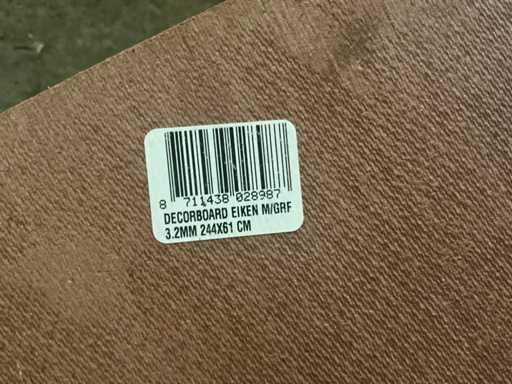 8 711438 028987
DECORBOARD EIKEN M/GRF
3.2MM 244X61 CM